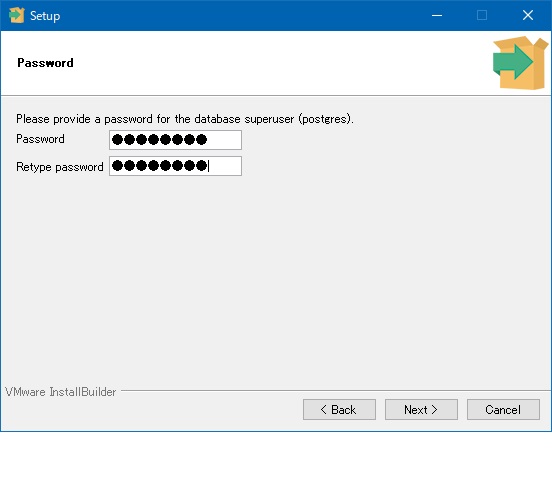 Setup
Password
Please provide a password for the database superuser (postgres).
Password ●●●●●●●●
Retype password ●●●●●●●●
VMware InstallBuilder
< Back Next > Cancel